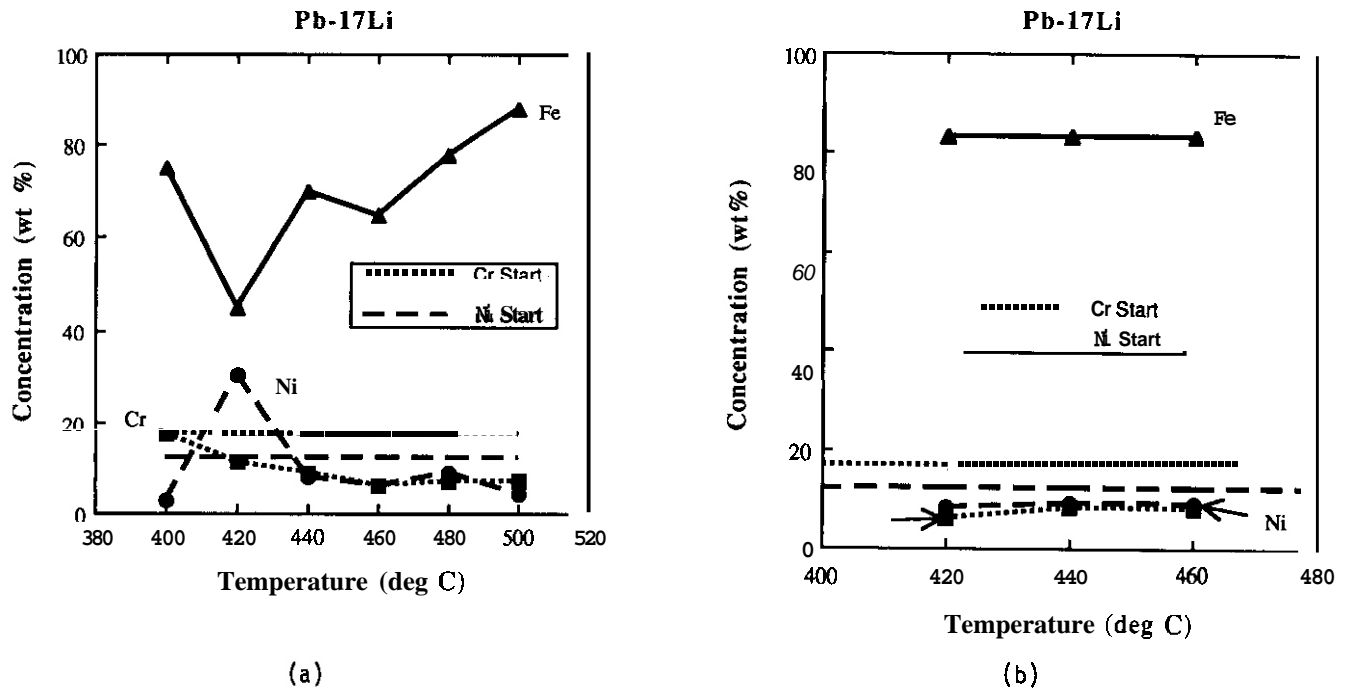 Pb-17Li
100
80
60
40
20
0
380 400 420 440 460 480 500 520
Concentration (wt %)
Temperature (deg C)
Fe
Cr Start
Ni Start
Ni
Cr
(a)
Pb-17Li
100
80
60
40
20
0
400 420 440 460 480
Concentration (wt%)
Temperature (deg C)
Fe
Cr Start
Ni Start
Ni
(b)